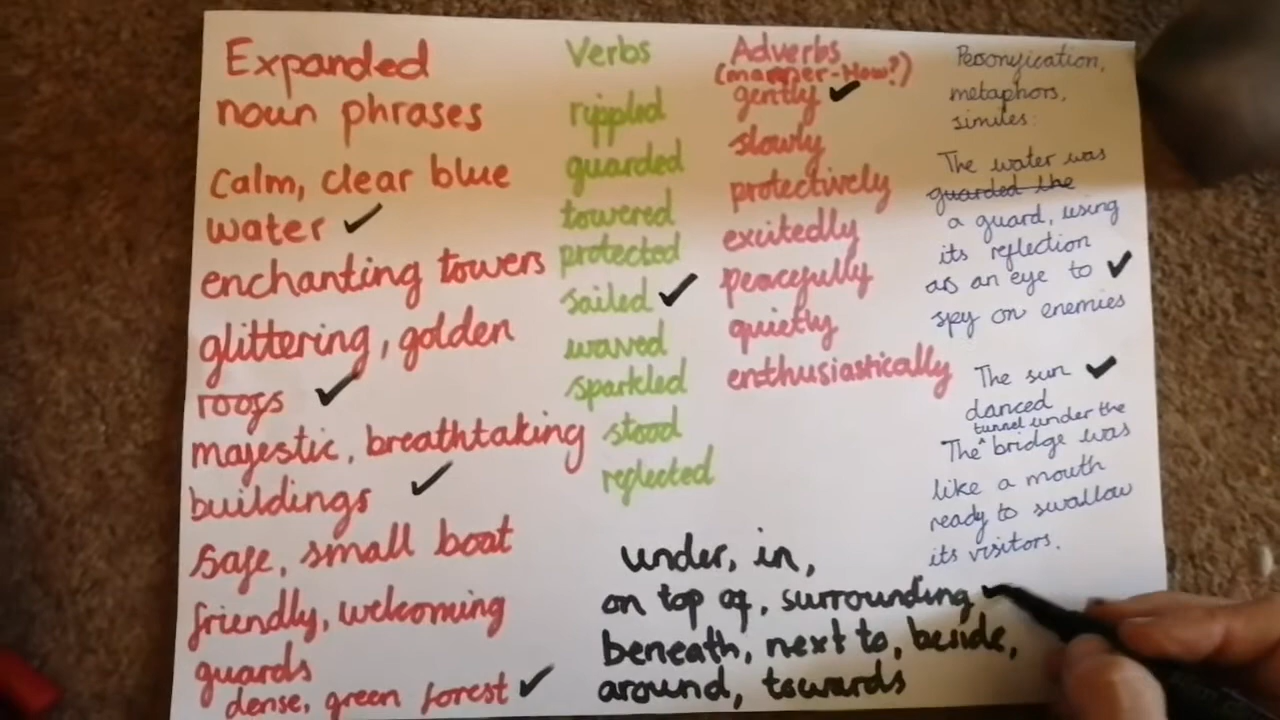 Expanded
noun phrases
calm, clear blue
water ✓
enchanting towers
glittering, golden
roofs ✓
majestic, breathtaking
buildings ✓
safe, small boat
friendly, welcoming
guards
dense, green forest ✓
Verbs
rippled
guarded
towered
protected
sailed ✓
waved
sparkled
stood
reflected
Adverbs
(manner-How?)
gently ✓
slowly
protectively
excitedly
peacefully
quietly
enthusiastically
Personyication,
metaphors,
similes:
The water was
guarded the
a guard, using
its reflection
as an eye to ✓
spy on enemies
The sun ✓
danced
tunnel under the
The ^ bridge was
like a mouth
ready to swallow
its visitors.
under, in,
on top of, surrounding ✓
beneath, next to, beside,
around, towards